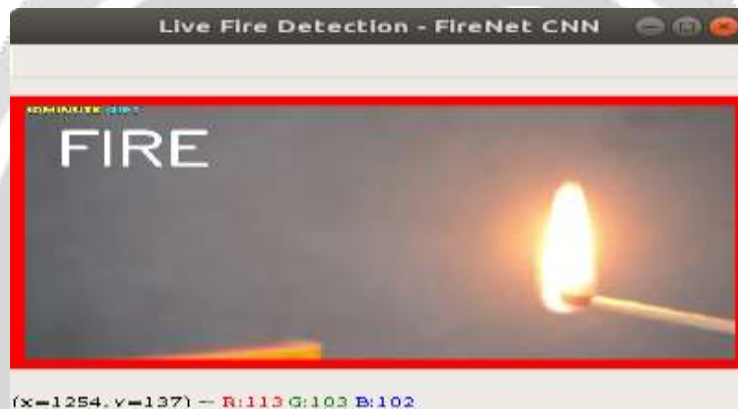 Live Fire Detection - FireNet CNN
FIRE
(x=1254, y=137) ~ R:113 G:103 B:102